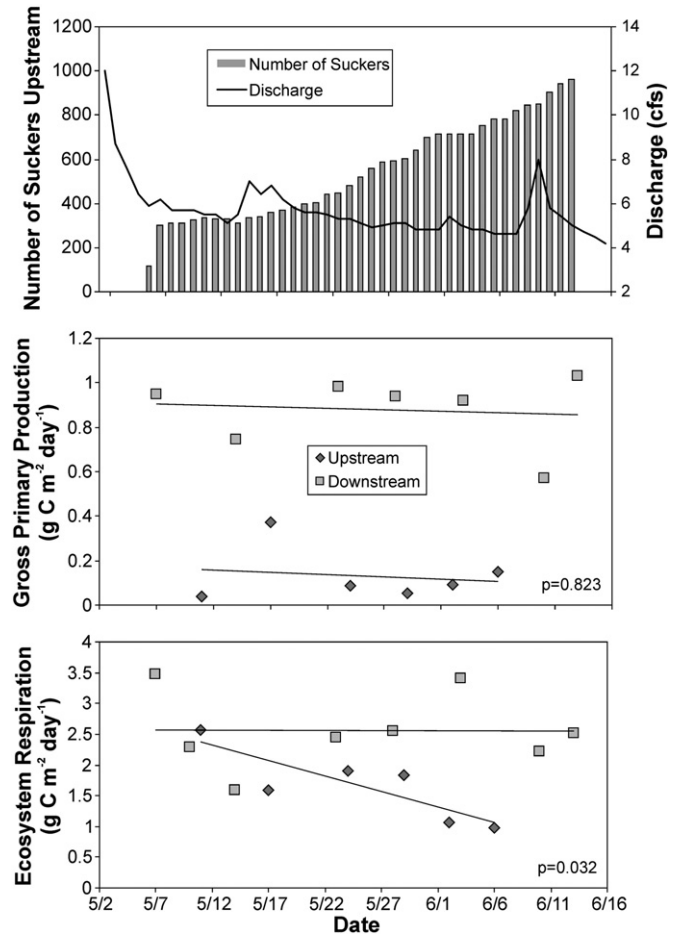 1200
1000
800
600
400
200
0
Number of Suckers Upstream
Number of Suckers
Discharge
14
12
10
8
6
4
2
Discharge (cfs)
1.2
1
0.8
0.6
0.4
0.2
0
Gross Primary Production
(g C m⁻² day⁻¹)
Upstream
Downstream
p=0.823
4
3.5
3
2.5
2
1.5
1
0.5
0
Ecosystem Respiration
(g C m⁻² day⁻¹)
p=0.032
5/2 5/7 5/12 5/17 5/22 5/27 6/1 6/6 6/11 6/16
Date